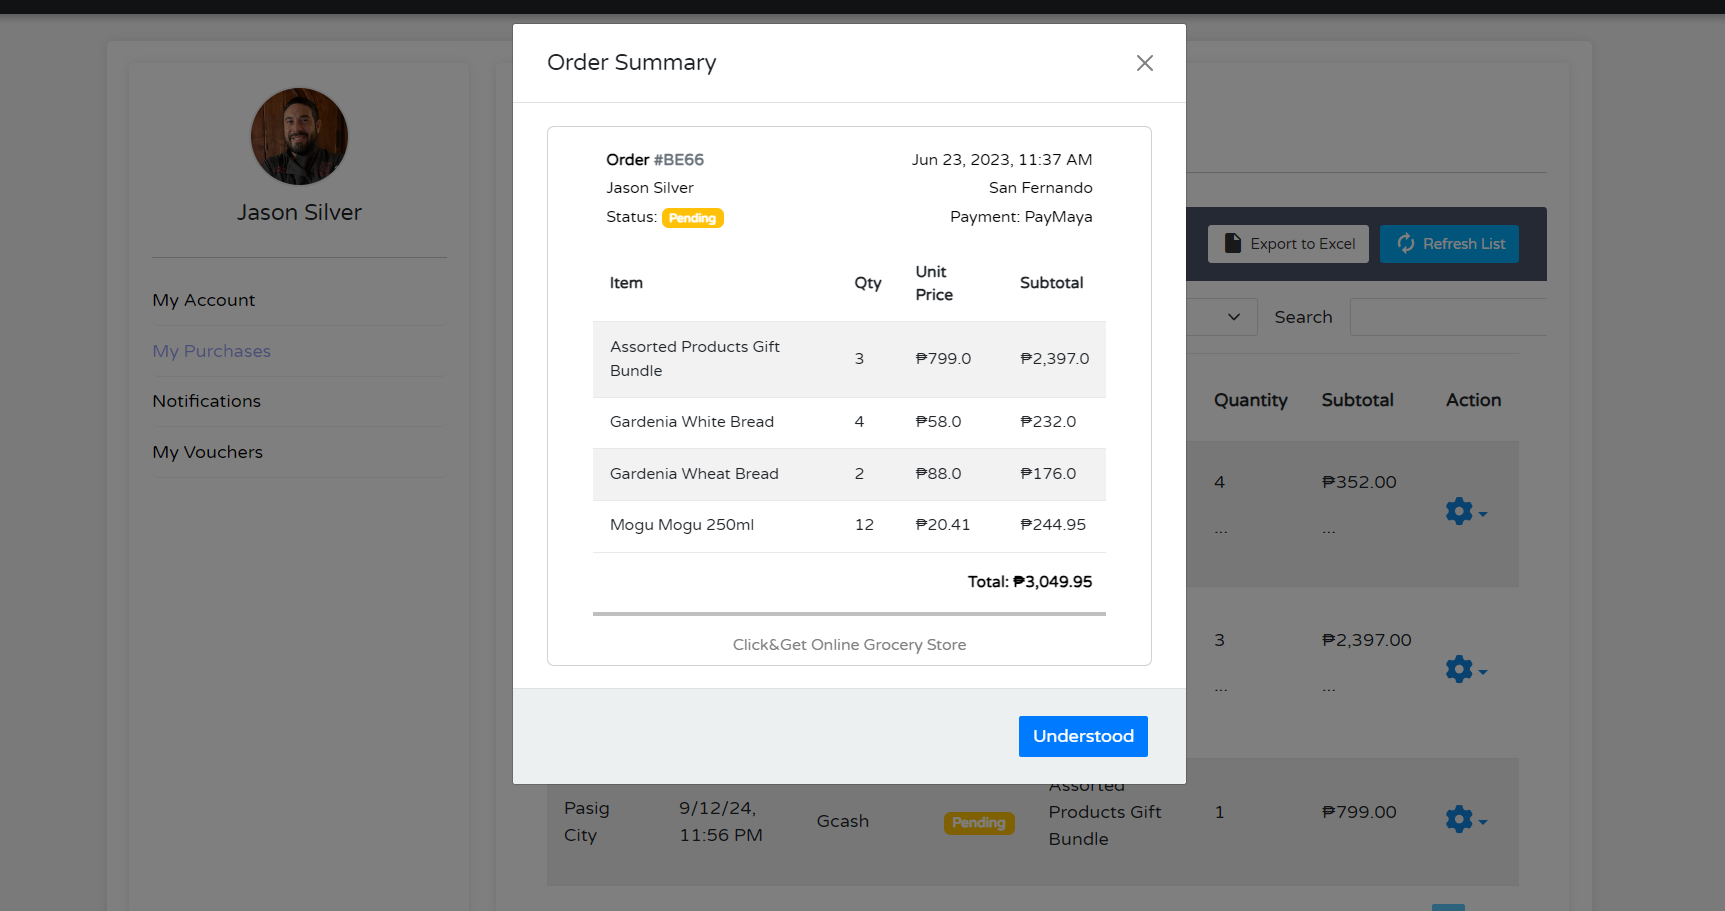 Order Summary
Order #BE66
Jun 23, 2023, 11:37 AM
Jason Silver
San Fernando
Status: Pending
Payment: PayMaya
Item Qty Unit Price Subtotal
Assorted Products Gift
Bundle
3 ₱799.0 ₱2,397.0
Gardenia White Bread 4 ₱58.0 ₱232.0
Gardenia Wheat Bread 2 ₱88.0 ₱176.0
Mogu Mogu 250ml 12 ₱20.41 ₱244.95
Total: ₱3,049.95
Click&Get Online Grocery Store
Understood
Jason Silver
My Account
My Purchases
Notifications
My Vouchers
Export to Excel
Refresh List
Search
Quantity Subtotal Action
4 ₱352.00
... ...
3 ₱2,397.00
... ...
Pasig
City
9/12/24,
11:56 PM
Gcash
Pending
Assorted
Products Gift
Bundle
1 ₱799.00